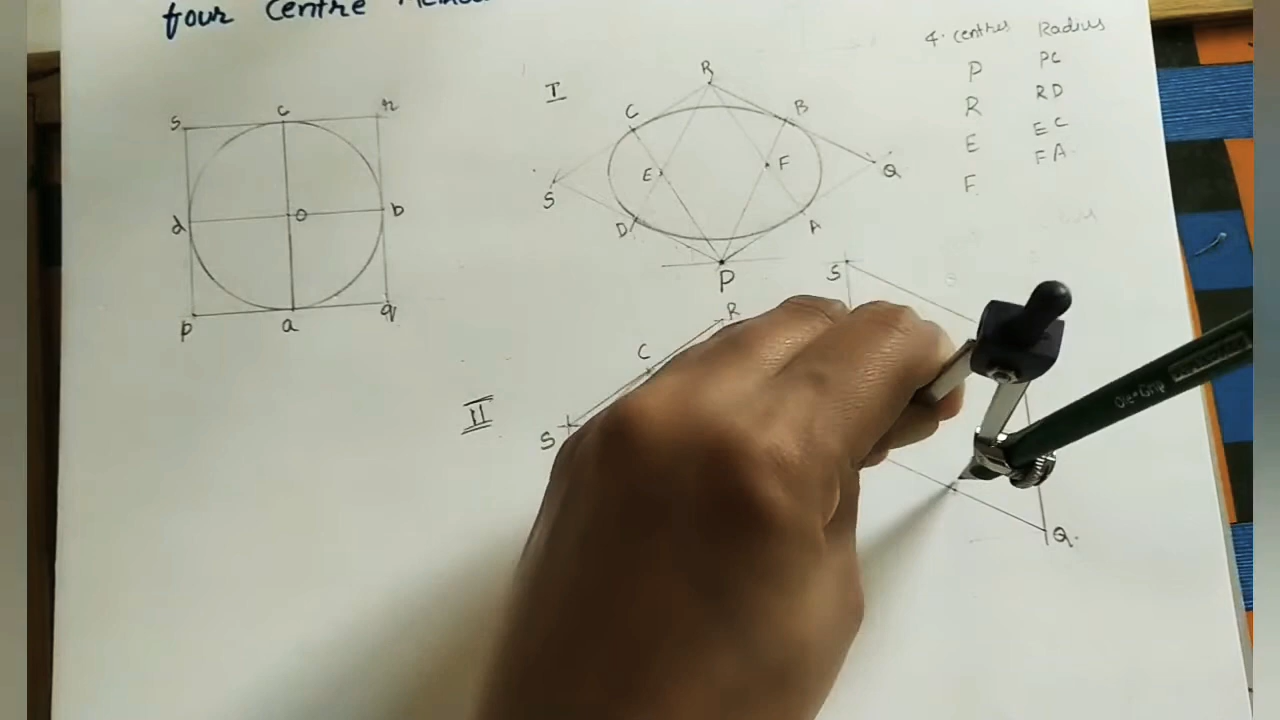 four Centre
4. centres Radius
P PC
R RD
E EC
F FA
s c r
d o b
p a q
I
R
C B
S E F Q
D A
P
II
R
C
S
S
Q